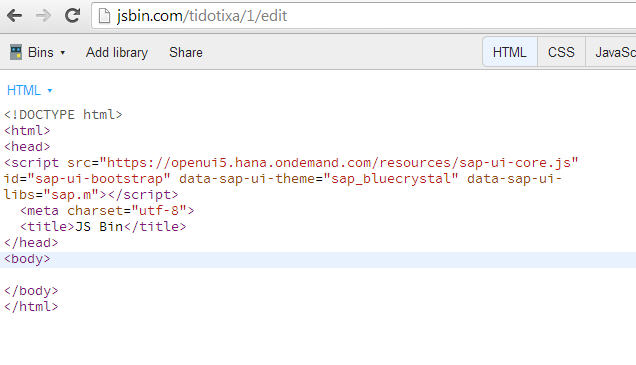 jsbin.com/tidotixa/1/edit
Bins Add library Share HTML CSS JavaSc
HTML
<!DOCTYPE html>
<html>
<head>
<script src="https://openui5.hana.ondemand.com/resources/sap-ui-core.js"
id="sap-ui-bootstrap" data-sap-ui-theme="sap_bluecrystal" data-sap-ui-
libs="sap.m"></script>
  <meta charset="utf-8">
  <title>JS Bin</title>
</head>
<body>

</body>
</html>